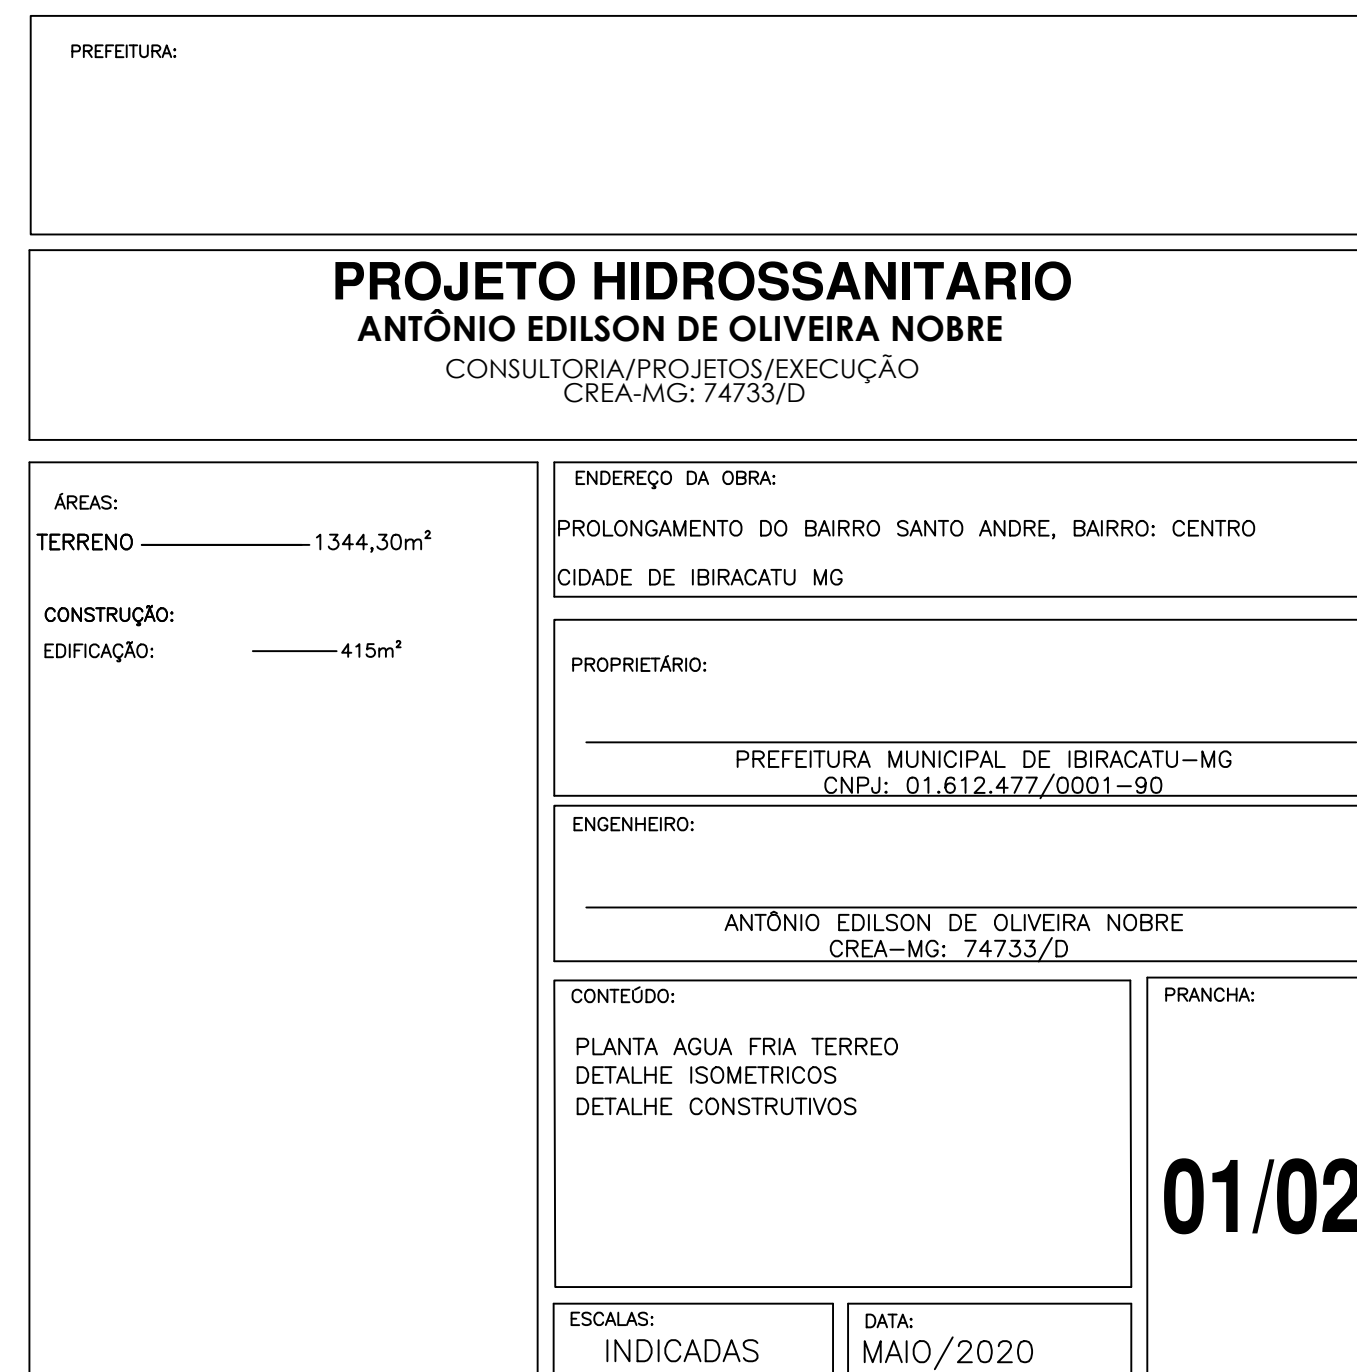 PREFEITURA:
PROJETO HIDROSSANITARIO
ANTÔNIO EDILSON DE OLIVEIRA NOBRE
CONSULTORIA/PROJETOS/EXECUÇÃO
CREA-MG: 74733/D
ÁREAS:
TERRENO 1344,30m²
CONSTRUÇÃO:
EDIFICAÇÃO: 415m²
ENDEREÇO DA OBRA:
PROLONGAMENTO DO BAIRRO SANTO ANDRE, BAIRRO: CENTRO
CIDADE DE IBIRACATU MG
PROPRIETÁRIO:
PREFEITURA MUNICIPAL DE IBIRACATU-MG
CNPJ: 01.612.477/0001-90
ENGENHEIRO:
ANTÔNIO EDILSON DE OLIVEIRA NOBRE
CREA-MG: 74733/D
CONTEÚDO:
PLANTA AGUA FRIA TERREO
DETALHE ISOMETRICOS
DETALHE CONSTRUTIVOS
PRANCHA:
01/02
ESCALAS:
INDICADAS
DATA:
MAIO/2020